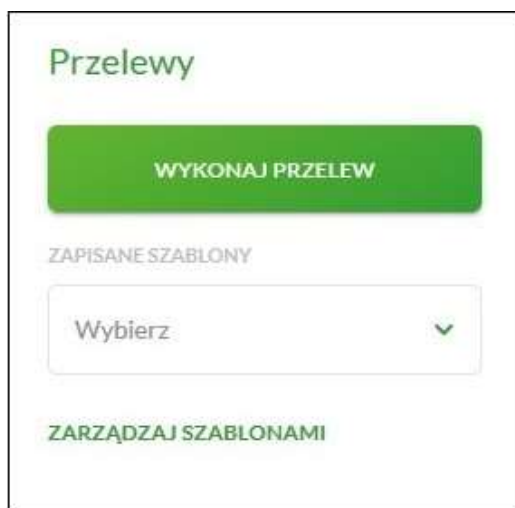 Przelewy
WYKONAJ PRZELEW
ZAPISANE SZABLONY
Wybierz
ZARZĄDZAJ SZABLONAMI